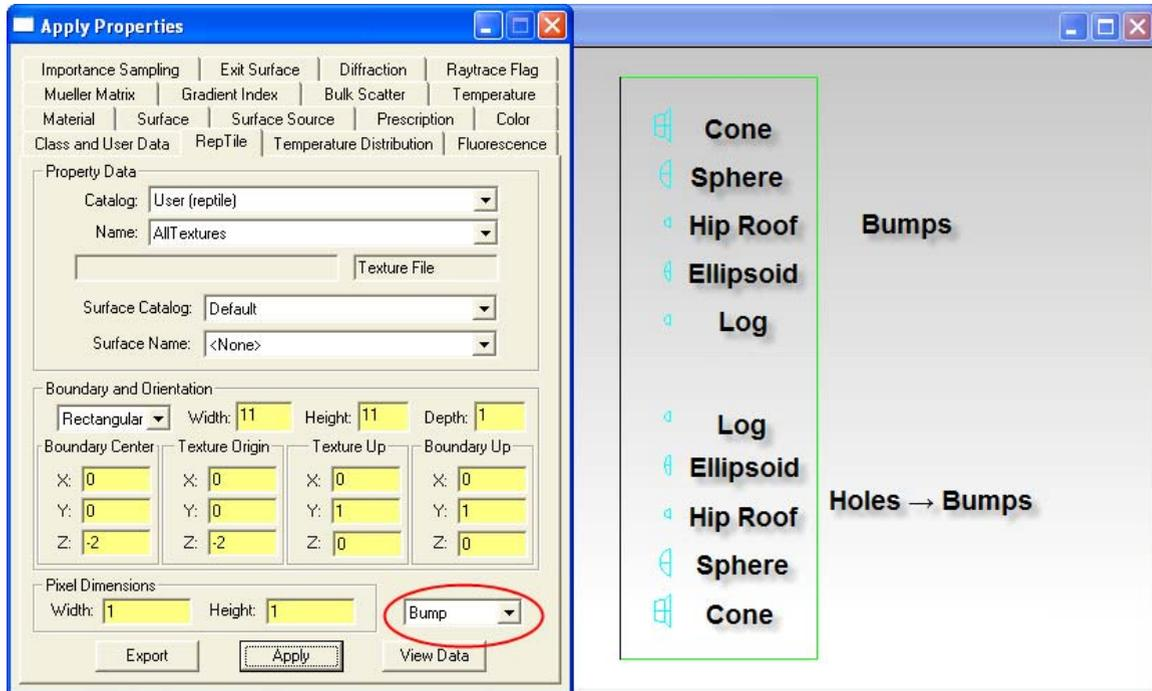 Apply Properties
Importance Sampling Exit Surface Diffraction Raytrace Flag
Mueller Matrix Gradient Index Bulk Scatter Temperature
Material Surface Surface Source Prescription Color
Class and User Data RepTile Temperature Distribution Fluorescence
Property Data
Catalog: User (reptile)
Name: AllTextures
Texture File
Surface Catalog: Default
Surface Name: <None>
Boundary and Orientation
Rectangular Width: 11 Height: 11 Depth: 1
Boundary Center Texture Origin Texture Up Boundary Up
X: 0 X: 0 X: 0 X: 0
Y: 0 Y: 0 Y: 1 Y: 1
Z: -2 Z: -2 Z: 0 Z: 0
Pixel Dimensions
Width: 1 Height: 1 Bump
Export Apply View Data
Cone
Sphere
Hip Roof Bumps
Ellipsoid
Log
Log
Ellipsoid
Hip Roof Holes → Bumps
Sphere
Cone